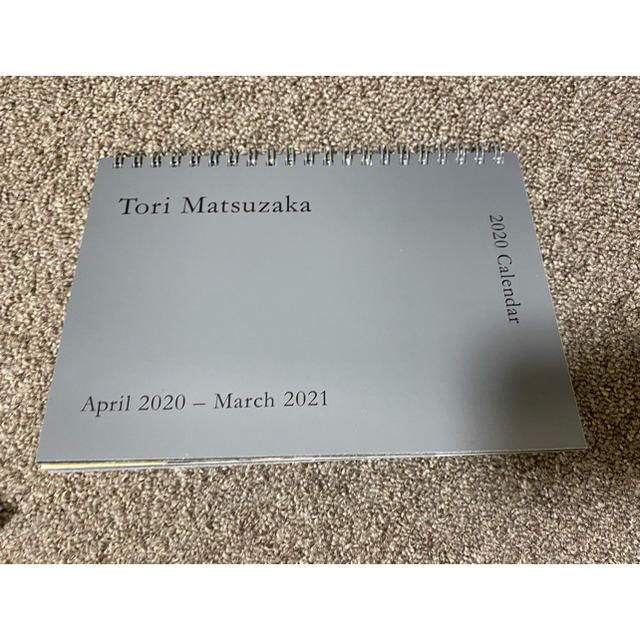 Tori Matsuzaka
2020 Calendar
April 2020 – March 2021